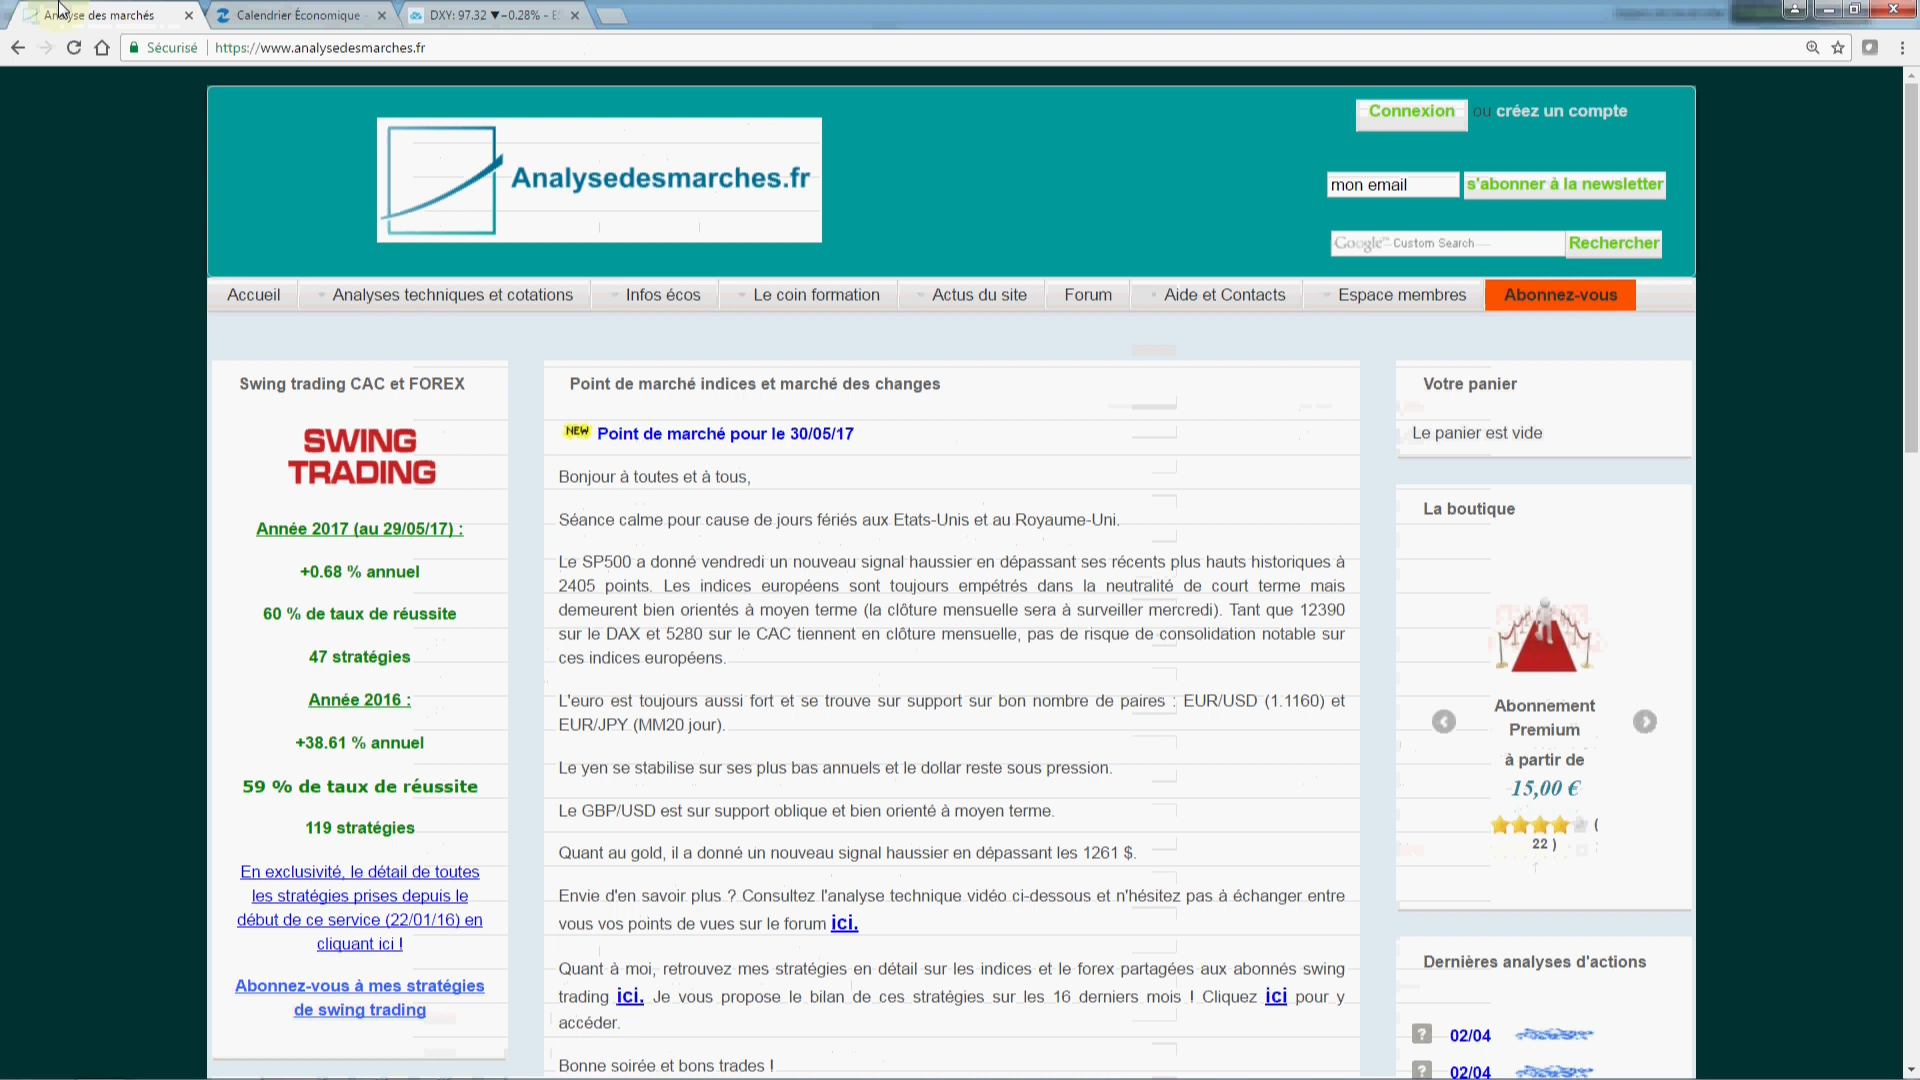 Analyse des marchés
Calendrier Économique
DXY: 97.32 ▼−0.28% −
Sécurisé
https://www.analysedesmarches.fr
Analysedesmarches.fr
Connexion ou créez un compte
mon email s'abonner à la newsletter
Google™ Custom Search Rechercher
Accueil Analyses techniques et cotations Infos écos Le coin formation Actus du site Forum Aide et Contacts Espace membres Abonnez-vous
Swing trading CAC et FOREX
SWING
TRADING
Année 2017 (au 29/05/17) :
+0.68 % annuel
60 % de taux de réussite
47 stratégies
Année 2016 :
+38.61 % annuel
59 % de taux de réussite
119 stratégies
En exclusivité, le détail de toutes
les stratégies prises depuis le
début de ce service (22/01/16) en
cliquant ici !
Abonnez-vous à mes stratégies
de swing trading
Point de marché indices et marché des changes
NEW Point de marché pour le 30/05/17
Bonjour à toutes et à tous,
Séance calme pour cause de jours fériés aux Etats-Unis et au Royaume-Uni.
Le SP500 a donné vendredi un nouveau signal haussier en dépassant ses récents plus hauts historiques à
2405 points. Les indices européens sont toujours empétrés dans la neutralité de court terme mais
demeurent bien orientés à moyen terme (la clôture mensuelle sera à surveiller mercredi). Tant que 12390
sur le DAX et 5280 sur le CAC tiennent en clôture mensuelle, pas de risque de consolidation notable sur
ces indices européens.
L'euro est toujours aussi fort et se trouve sur support sur bon nombre de paires : EUR/USD (1.1160) et
EUR/JPY (MM20 jour).
Le yen se stabilise sur ses plus bas annuels et le dollar reste sous pression.
Le GBP/USD est sur support oblique et bien orienté à moyen terme.
Quant au gold, il a donné un nouveau signal haussier en dépassant les 1261 $.
Envie d'en savoir plus ? Consultez l'analyse technique vidéo ci-dessous et n'hésitez pas à échanger entre
vous vos points de vues sur le forum ici.
Quant à moi, retrouvez mes stratégies en détail sur les indices et le forex partagées aux abonnés swing
trading ici. Je vous propose le bilan de ces stratégies sur les 16 derniers mois ! Cliquez ici pour y
accéder.
Bonne soirée et bons trades !
Votre panier
Le panier est vide
La boutique
Abonnement
Premium
à partir de
15,00 €
(
22 )
Dernières analyses d'actions
? 02/04
? 02/04